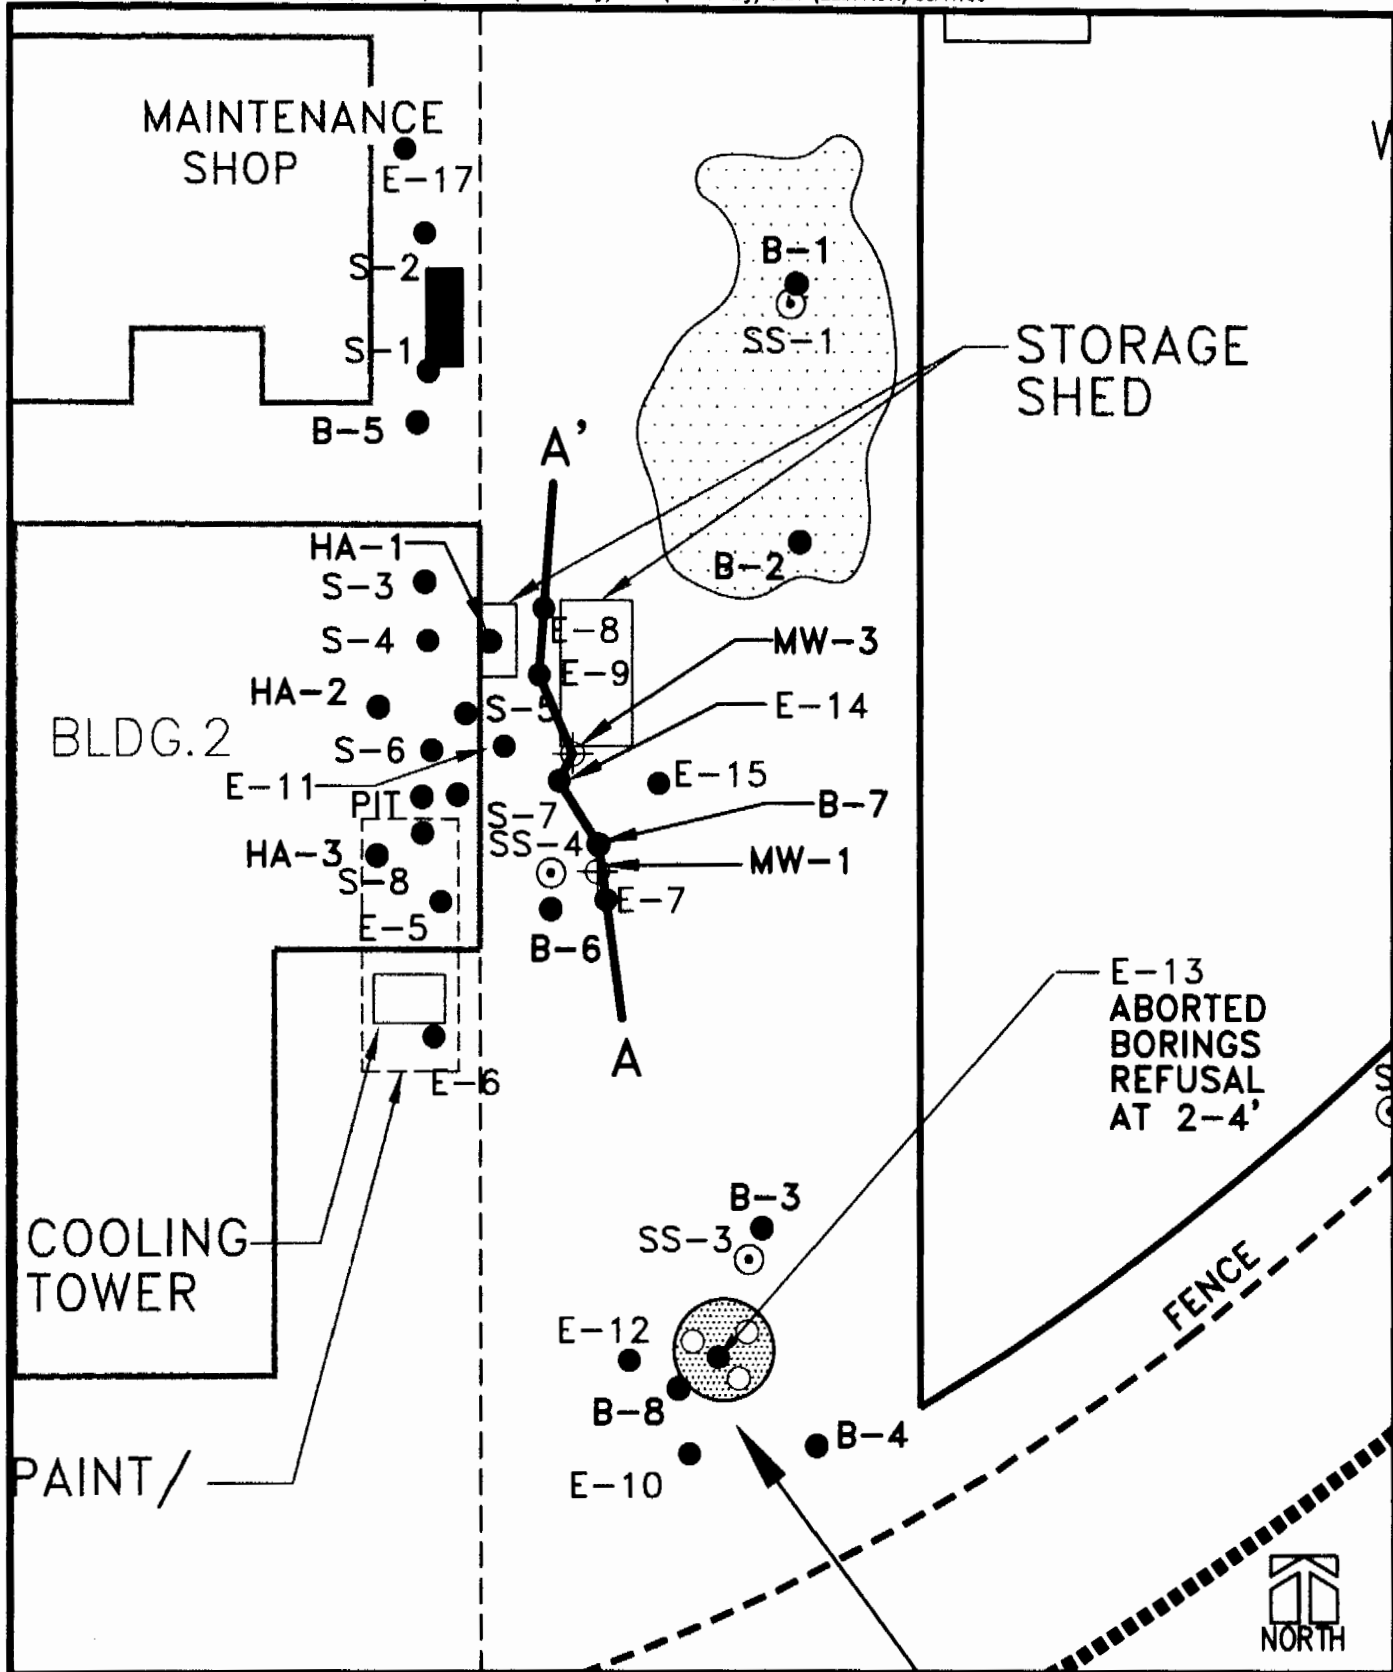 MAINTENANCE
SHOP
E-17
S-2
S-1
B-5
B-1
SS-1
STORAGE
SHED
A'
B-2
HA-1
S-3
S-4
E-8
E-9
MW-3
HA-2
S-5
E-14
BLDG.2
S-6
E-11
E-15
PIT
S-7
B-7
SS-4
HA-3
S-8
MW-1
E-7
E-5
B-6
E-13
ABORTED
BORINGS
REFUSAL
AT 2-4'
A
E-6
B-3
SS-3
COOLING
TOWER
FENCE
E-12
B-8
B-4
E-10
PAINT/
NORTH